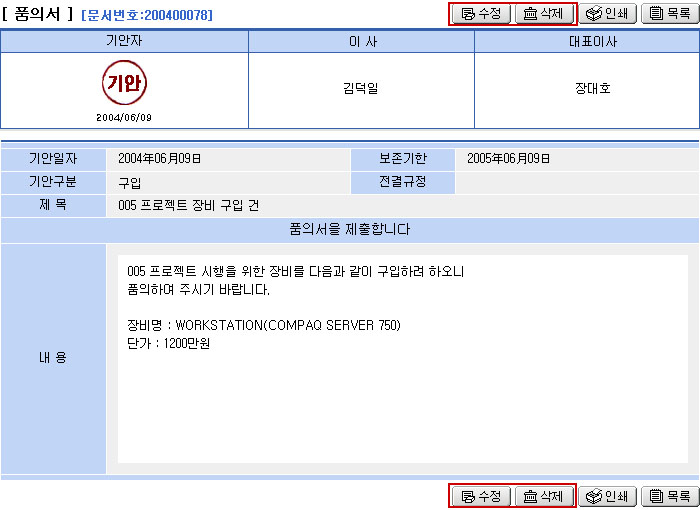 [ 품의서 ] [문서번호:200400078] 수정 삭제 인쇄 목록
기안자 이 사 대표이사
기안 김덕일 장대호
2004/06/09
기안일자 2004年06月09日 보존기한 2005年06月09日
기안구분 구입 전결규정
제 목 005 프로젝트 장비 구입 건
품의서을 제출합니다
내 용
005 프로젝트 시행을 위한 장비를 다음과 같이 구입하려 하오니
품의하여 주시기 바랍니다.
장비명 : WORKSTATION(COMPAQ SERVER 750)
단가 : 1200만원
수정 삭제 인쇄 목록